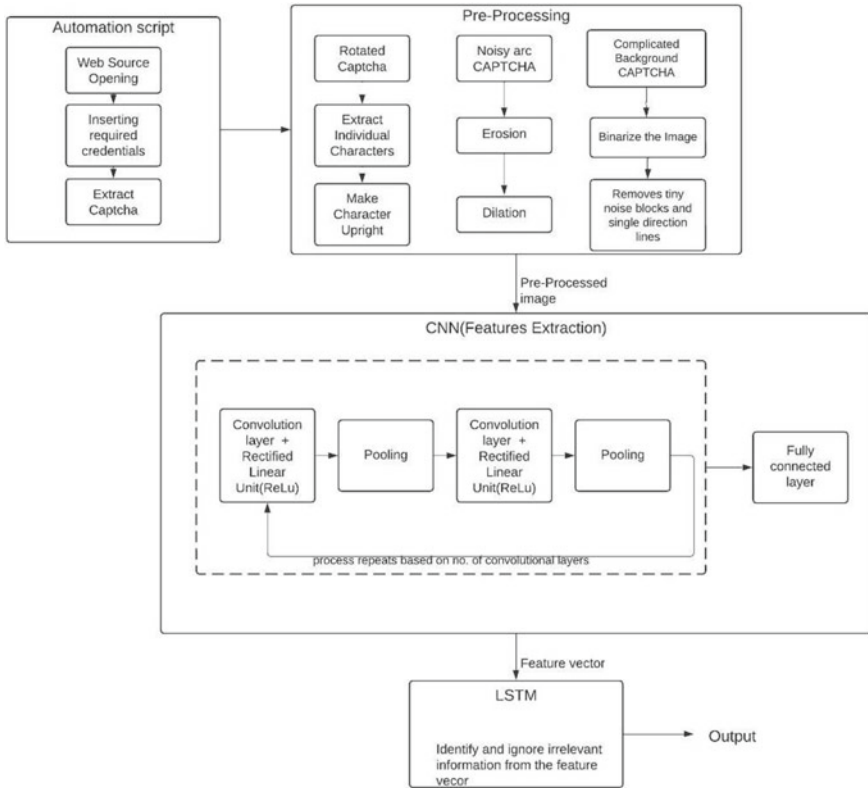 Automation script
Web Source
Opening
Inserting
required
credentials
Extract
Captcha
Pre-Processing
Rotated
Captcha
Extract
Individual
Characters
Make
Character
Upright
Noisy arc
CAPTCHA
Erosion
Dilation
Complicated
Background
CAPTCHA
Binarize the Image
Removes tiny
noise blocks and
single direction
lines
Pre-Processed
image
CNN(Features Extraction)
Convolution
layer +
Rectified
Linear
Unit(ReLu)
Pooling
Convolution
layer +
Rectified
Linear
Unit(ReLu)
Pooling
process repeats based on no. of convolutional layers
Fully
connected
layer
Feature vector
LSTM
Identify and ignore irrelevant
information from the feature
vecor
Output